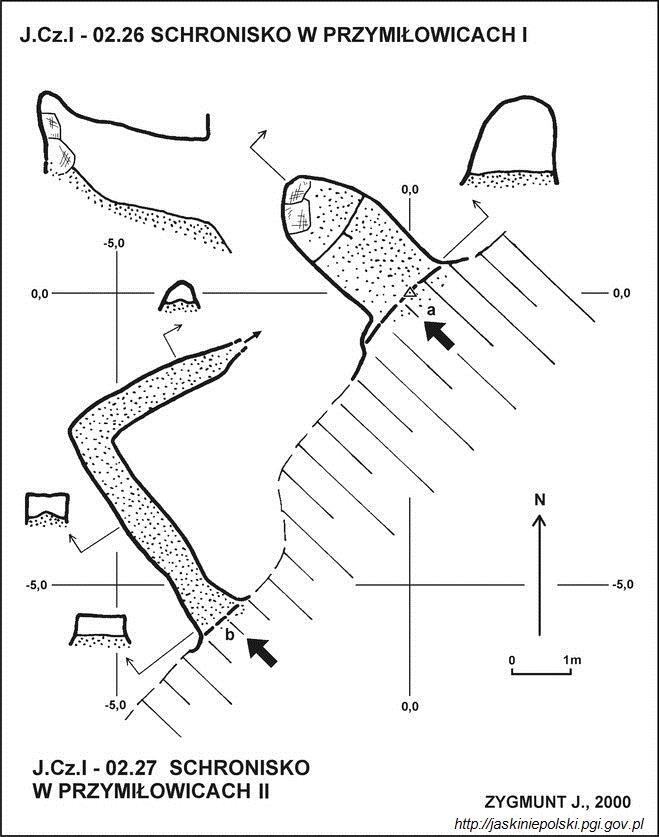 J.Cz.I - 02.26 SCHRONISKO W PRZYMIŁOWICACH I
0,0
-5,0
0,0
0,0
a
N
-5,0
-5,0
b
0
1m
-5,0
0,0
J.Cz.I - 02.27 SCHRONISKO
W PRZYMIŁOWICACH II
ZYGMUNT J., 2000
http://jaskiniepolski.pgi.gov.pl